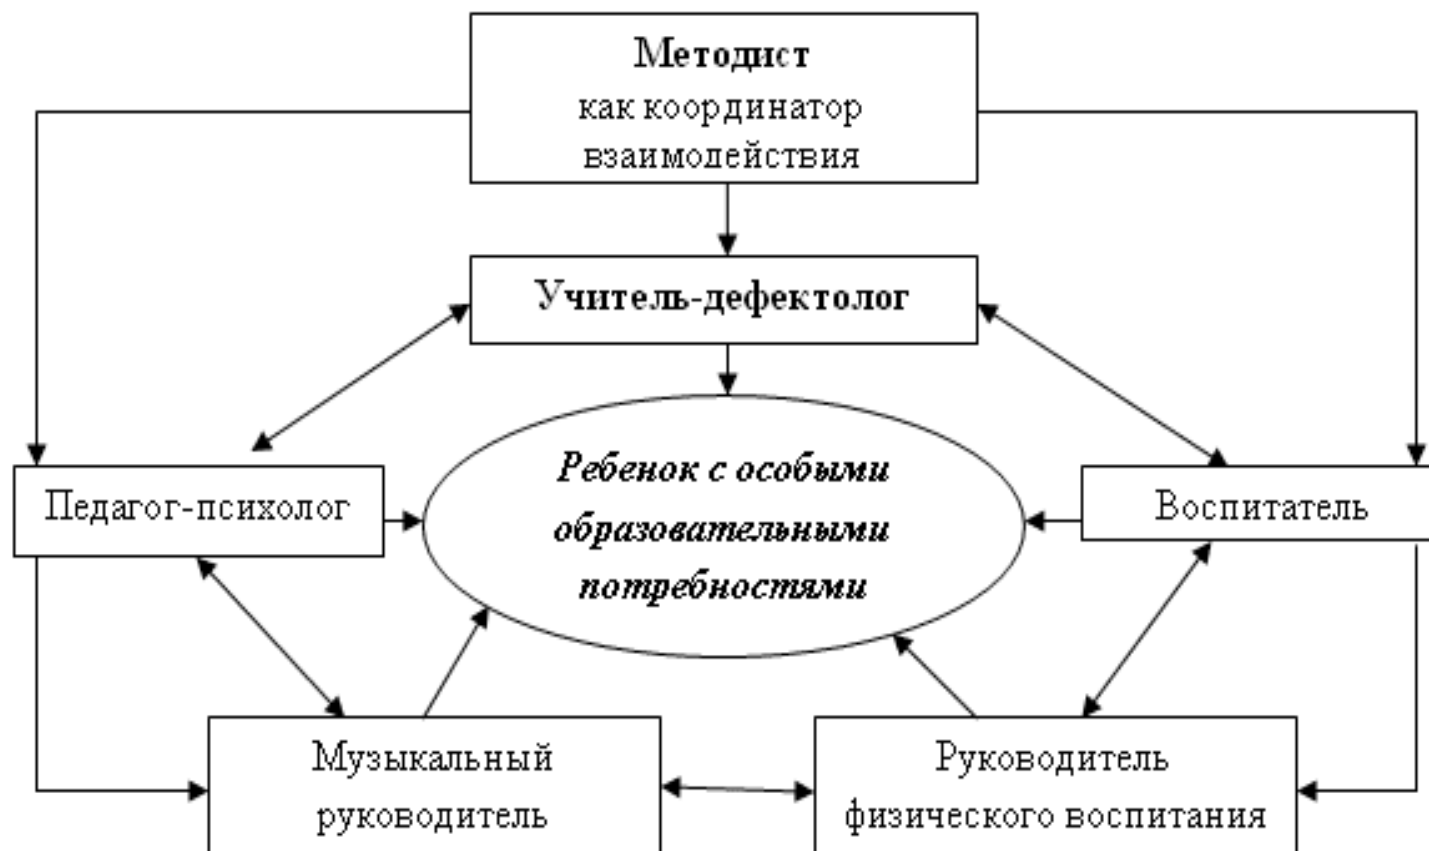 Методист
как координатор
взаимодействия
Учитель-дефектолог
Ребенок с особыми
образовательными
потребностями
Педагог-психолог
Воспитатель
Музыкальный
руководитель
Руководитель
физического воспитания